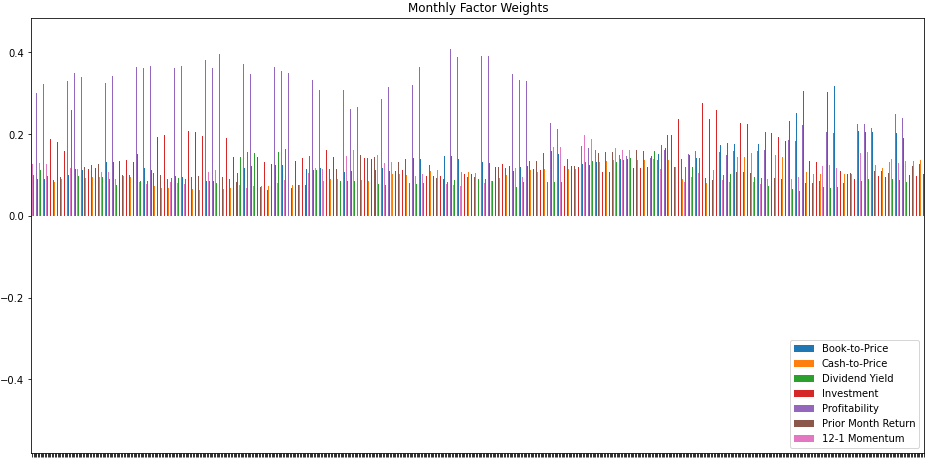 Monthly Factor Weights
0.4
0.2
0.0
−0.2
−0.4
Book-to-Price
Cash-to-Price
Dividend Yield
Investment
Profitability
Prior Month Return
12-1 Momentum